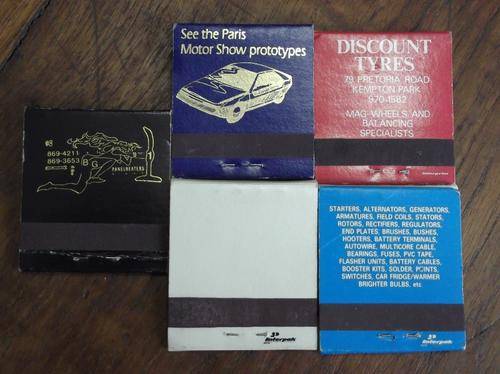 See the Paris
Motor Show prototypes
DISCOUNT
TYRES
79 PRETORIA ROAD
KEMPTON PARK
970-1582
MAG WHEELS AND
BALANCING
SPECIALISTS
869-4211
869-3653
B G
PANELBEATERS
STARTERS, ALTERNATORS, GENERATORS,
ARMATURES, FIELD COILS, STATORS,
ROTORS, RECTIFIERS, REGULATORS,
END PLATES, BRUSHES, BUSHES,
HOOTERS, BATTERY TERMINALS,
AUTOWIRE, MULTICORE CABLE,
BEARINGS, FUSES, PVC TAPE,
FLASHER UNITS, BATTERY CABLES,
BOOSTER KITS, SOLDER, POINTS,
SWITCHES, CAR FRIDGE/WARMER
BRIGHTER BULBS, etc.
Interpak
Interpak